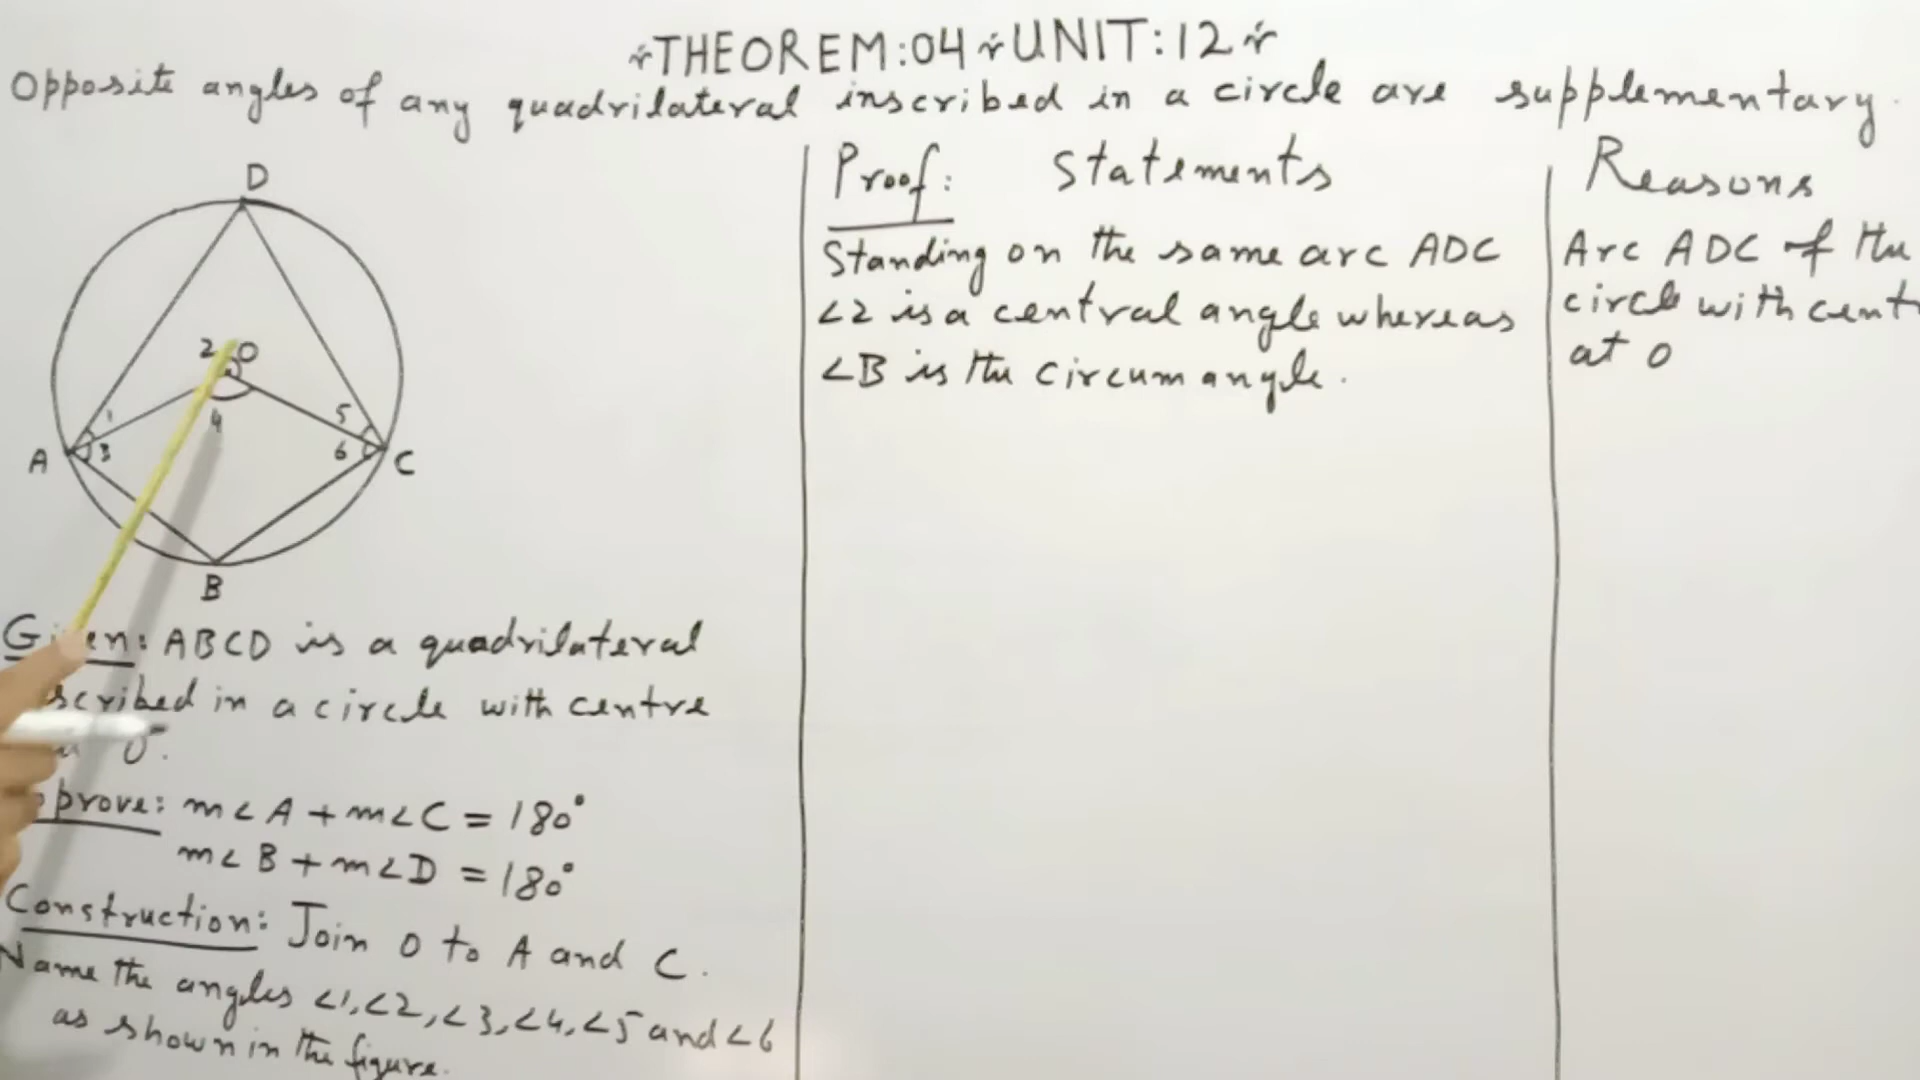 THEOREM:04 UNIT:12
Opposite angles of any quadrilateral inscribed in a circle are supplementary.
D
2 O
1
4
5
A
3
6
C
B
Given: ABCD is a quadrilateral
scribed in a circle with centre
O.
prove: m∠A + m∠C = 180°
m∠B + m∠D = 180°
Construction: Join O to A and C.
Name the angles ∠1, ∠2, ∠3, ∠4, ∠5 and ∠6
as shown in the figure.
Proof: Statements
Standing on the same arc ADC
∠2 is a central angle whereas
∠B is the circum angle.
Reasons
Arc ADC of the
circle with cent
at O